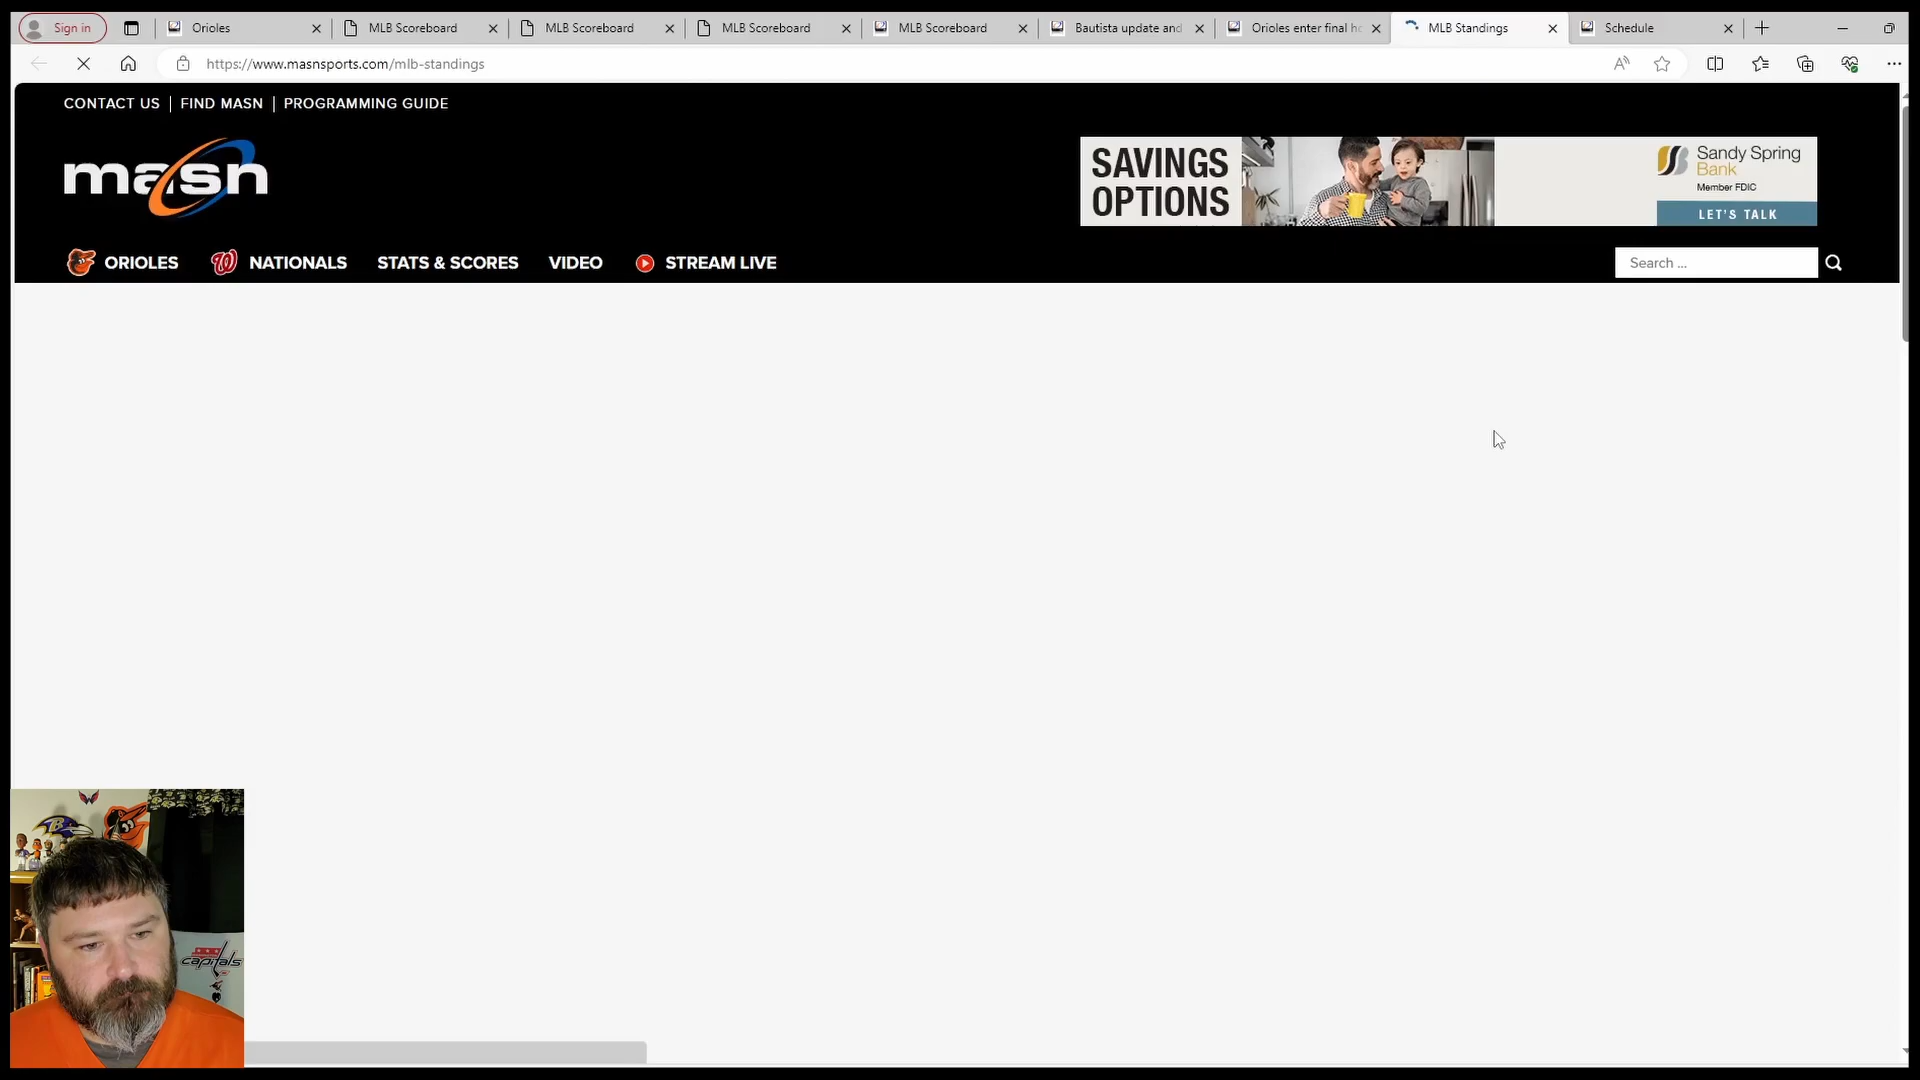 Sign in
Orioles
MLB Scoreboard
MLB Scoreboard
MLB Scoreboard
MLB Scoreboard
Bautista update and
Orioles enter final h
MLB Standings
Schedule
https://www.masnsports.com/mlb-standings
CONTACT US | FIND MASN | PROGRAMMING GUIDE
masn
SAVINGS
OPTIONS
Sandy Spring
Bank
Member FDIC
LET'S TALK
ORIOLES
NATIONALS
STATS & SCORES
VIDEO
STREAM LIVE
Search ...
capitals